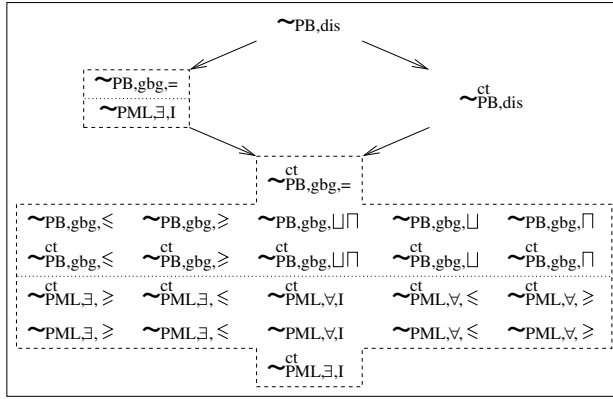 ∼PB,dis
∼PB,gbg,=
∼PML,∃,I
∼ct PB,dis
∼ct PB,gbg,=
∼PB,gbg,≤ ∼PB,gbg,≥ ∼PB,gbg,⊔⊓ ∼PB,gbg,⊔ ∼PB,gbg,⊓
∼ct PB,gbg,≤ ∼ct PB,gbg,≥ ∼ct PB,gbg,⊔⊓ ∼ct PB,gbg,⊔ ∼ct PB,gbg,⊓
∼ct PML,∃,≥ ∼ct PML,∃,≤ ∼ct PML,∀,I ∼ct PML,∀,≤ ∼ct PML,∀,≥
∼PML,∃,≥ ∼PML,∃,≤ ∼PML,∀,I ∼PML,∀,≤ ∼PML,∀,≥
∼ct PML,∃,I